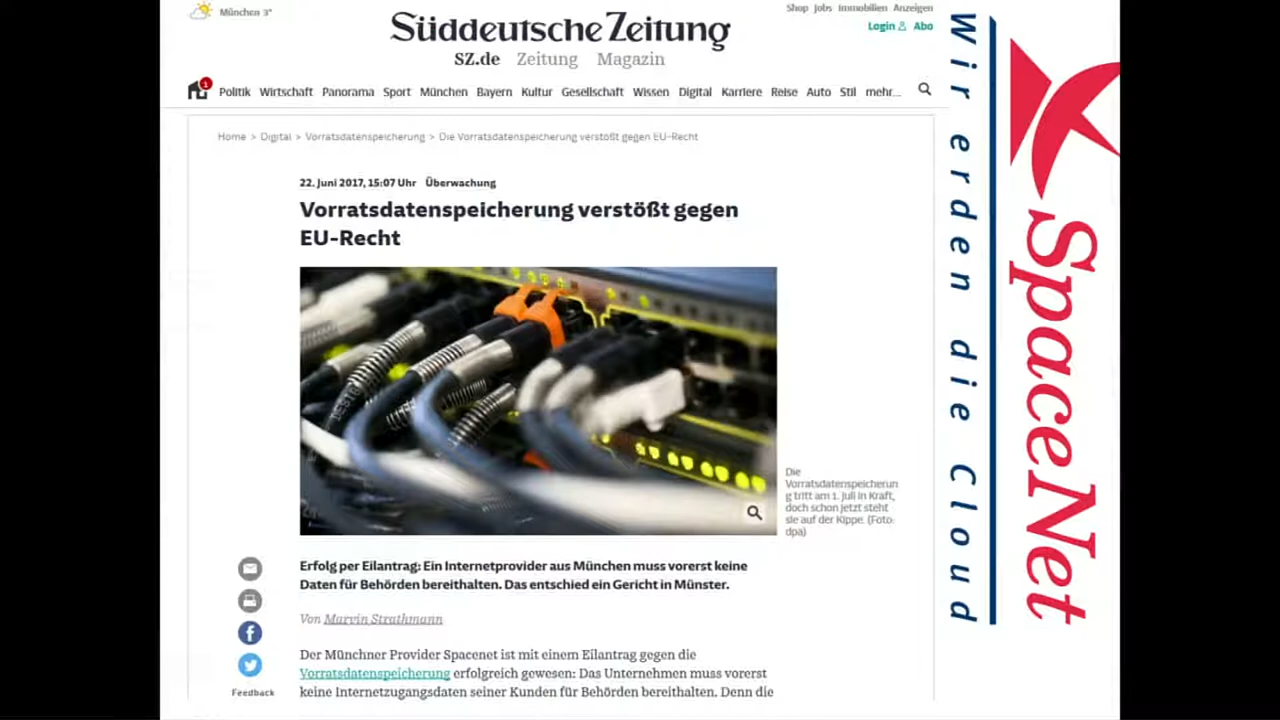 München 3°
Shop Jobs Immobilien Anzeigen
Login Abo
Süddeutsche Zeitung
SZ.de Zeitung Magazin
1
Politik Wirtschaft Panorama Sport München Bayern Kultur Gesellschaft Wissen Digital Karriere Reise Auto Stil mehr...
Home > Digital > Vorratsdatenspeicherung > Die Vorratsdatenspeicherung verstößt gegen EU-Recht
22. Juni 2017, 15:07 Uhr Überwachung
Vorratsdatenspeicherung verstößt gegen
EU-Recht
Die
Vorratsdatenspeicherun
g tritt am 1. Juli in Kraft,
doch schon jetzt steht
sie auf der Kippe. (Foto:
dpa)
Erfolg per Eilantrag: Ein Internetprovider aus München muss vorerst keine
Daten für Behörden bereithalten. Das entschied ein Gericht in Münster.
Von Marvin Strathmann
Der Münchner Provider Spacenet ist mit einem Eilantrag gegen die
Vorratsdatenspeicherung erfolgreich gewesen: Das Unternehmen muss vorerst
keine Internetzugangsdaten seiner Kunden für Behörden bereithalten. Denn die
Feedback
Wir erden die Cloud
SpaceNet